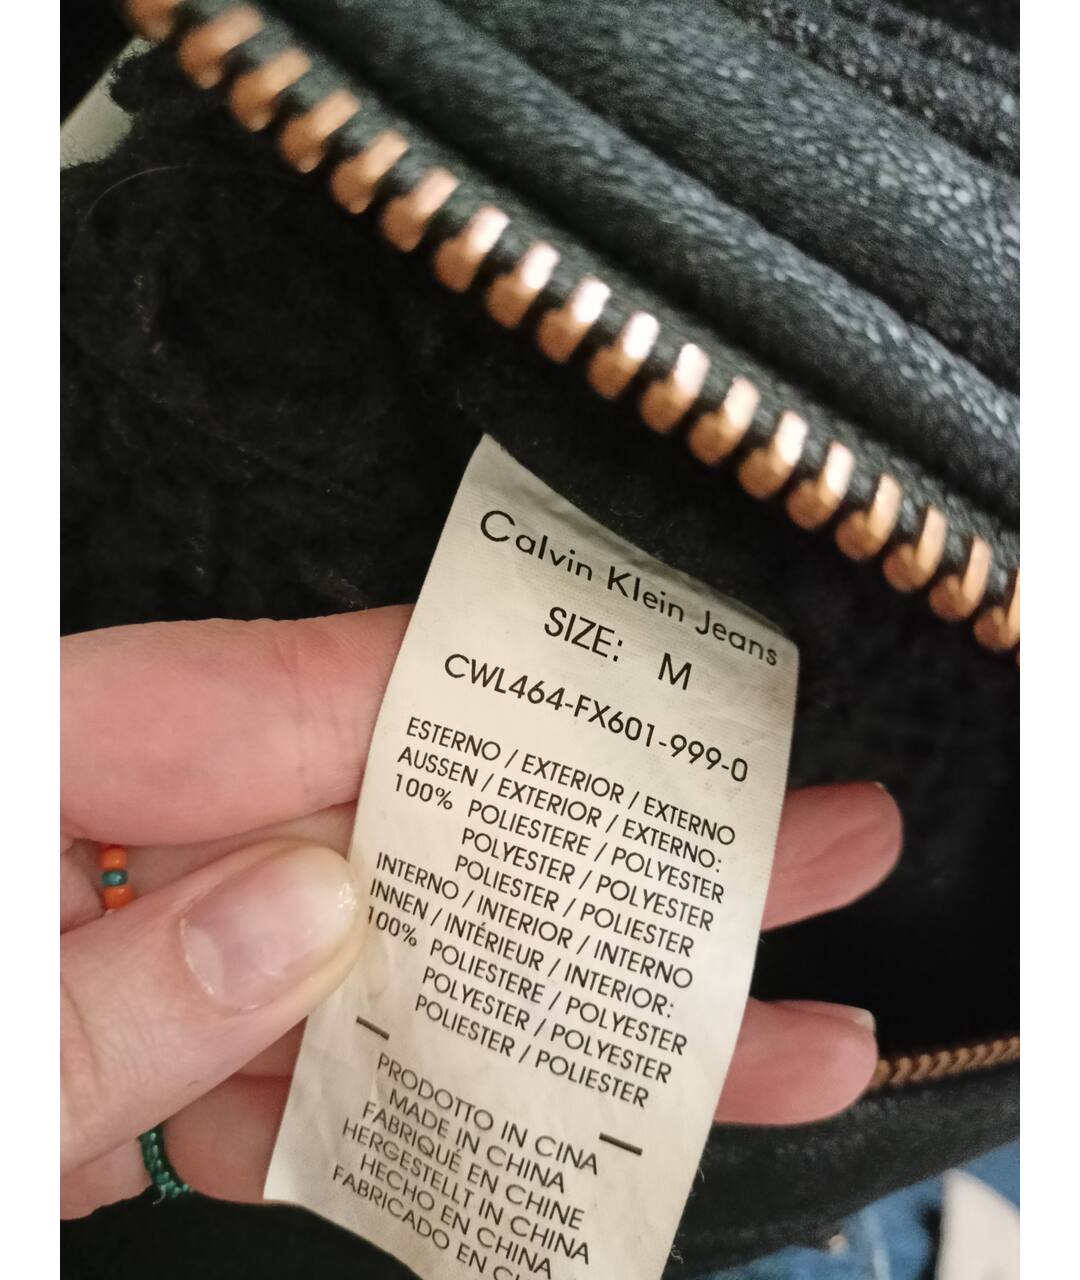 Calvin Klein Jeans
SIZE: M
CWL464-FX601-999-0
ESTERNO / EXTERIOR / EXTERNO
AUSSEN / EXTERIOR / EXTERNO:
100% POLIESTERE / POLYESTER
POLYESTER / POLYESTER
POLIESTER / POLIESTER
INTERNO / INTERIOR / INTERNO
INNEN / INTÉRIEUR / INTERIOR:
100% POLIESTERE / POLYESTER
POLYESTER / POLYESTER
POLIESTER / POLIESTER
PRODOTTO IN CINA
MADE IN CHINA
FABRIQUÉ EN CHINE
HERGESTELLT IN CHINA
HECHO EN CHINA
FABRICADO EN